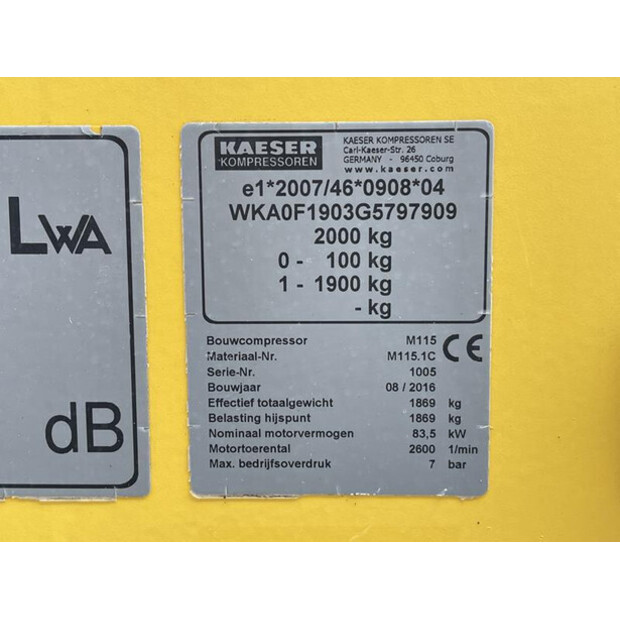 LWA
dB
KAESER
KOMPRESSOREN
KAESER KOMPRESSOREN SE
Carl-Kaeser-Str. 26
GERMANY - 96450 Coburg
www.kaeser.com
e1*2007/46*0908*04
WKA0F1903G5797909
2000 kg
0 - 100 kg
1 - 1900 kg
- kg
Bouwcompressor M115
Materiaal-Nr. M115.1C
CE
Serie-Nr. 1005
Bouwjaar 08 / 2016
Effectief totaalgewicht 1869 kg
Belasting hijspunt 1869 kg
Nominaal motorvermogen 83,5 kW
Motortoerental 2600 1/min
Max. bedrijfsoverdruk 7 bar